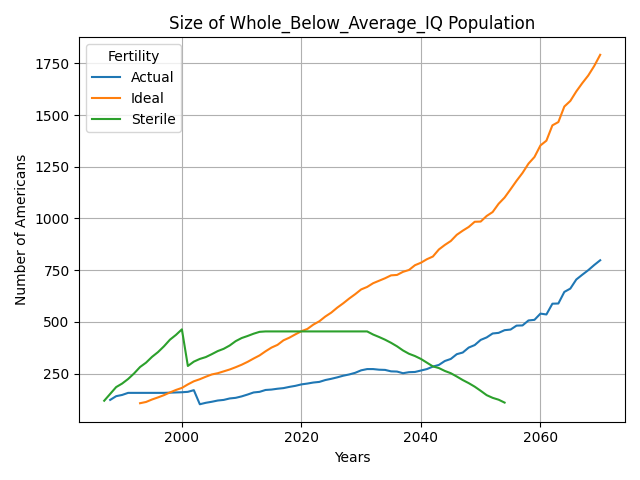 Size of Whole_Below_Average_IQ Population
Fertility
Actual
Ideal
Sterile
Number of Americans
1750
1500
1250
1000
750
500
250
2000
2020
2040
2060
Years